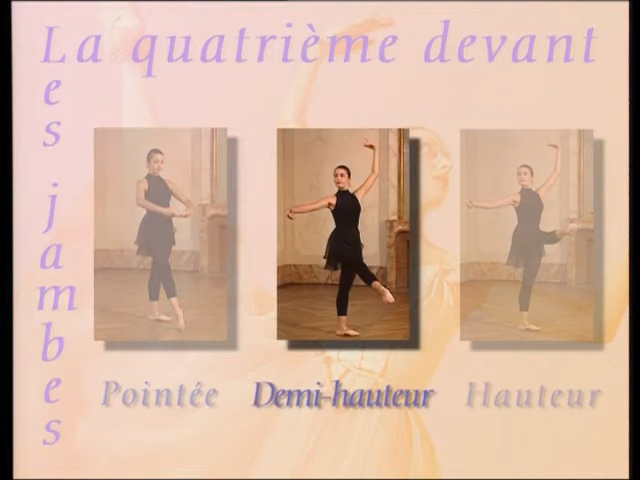 La quatrième devant
Les jambes
Pointée
Demi-hauteur
Hauteur